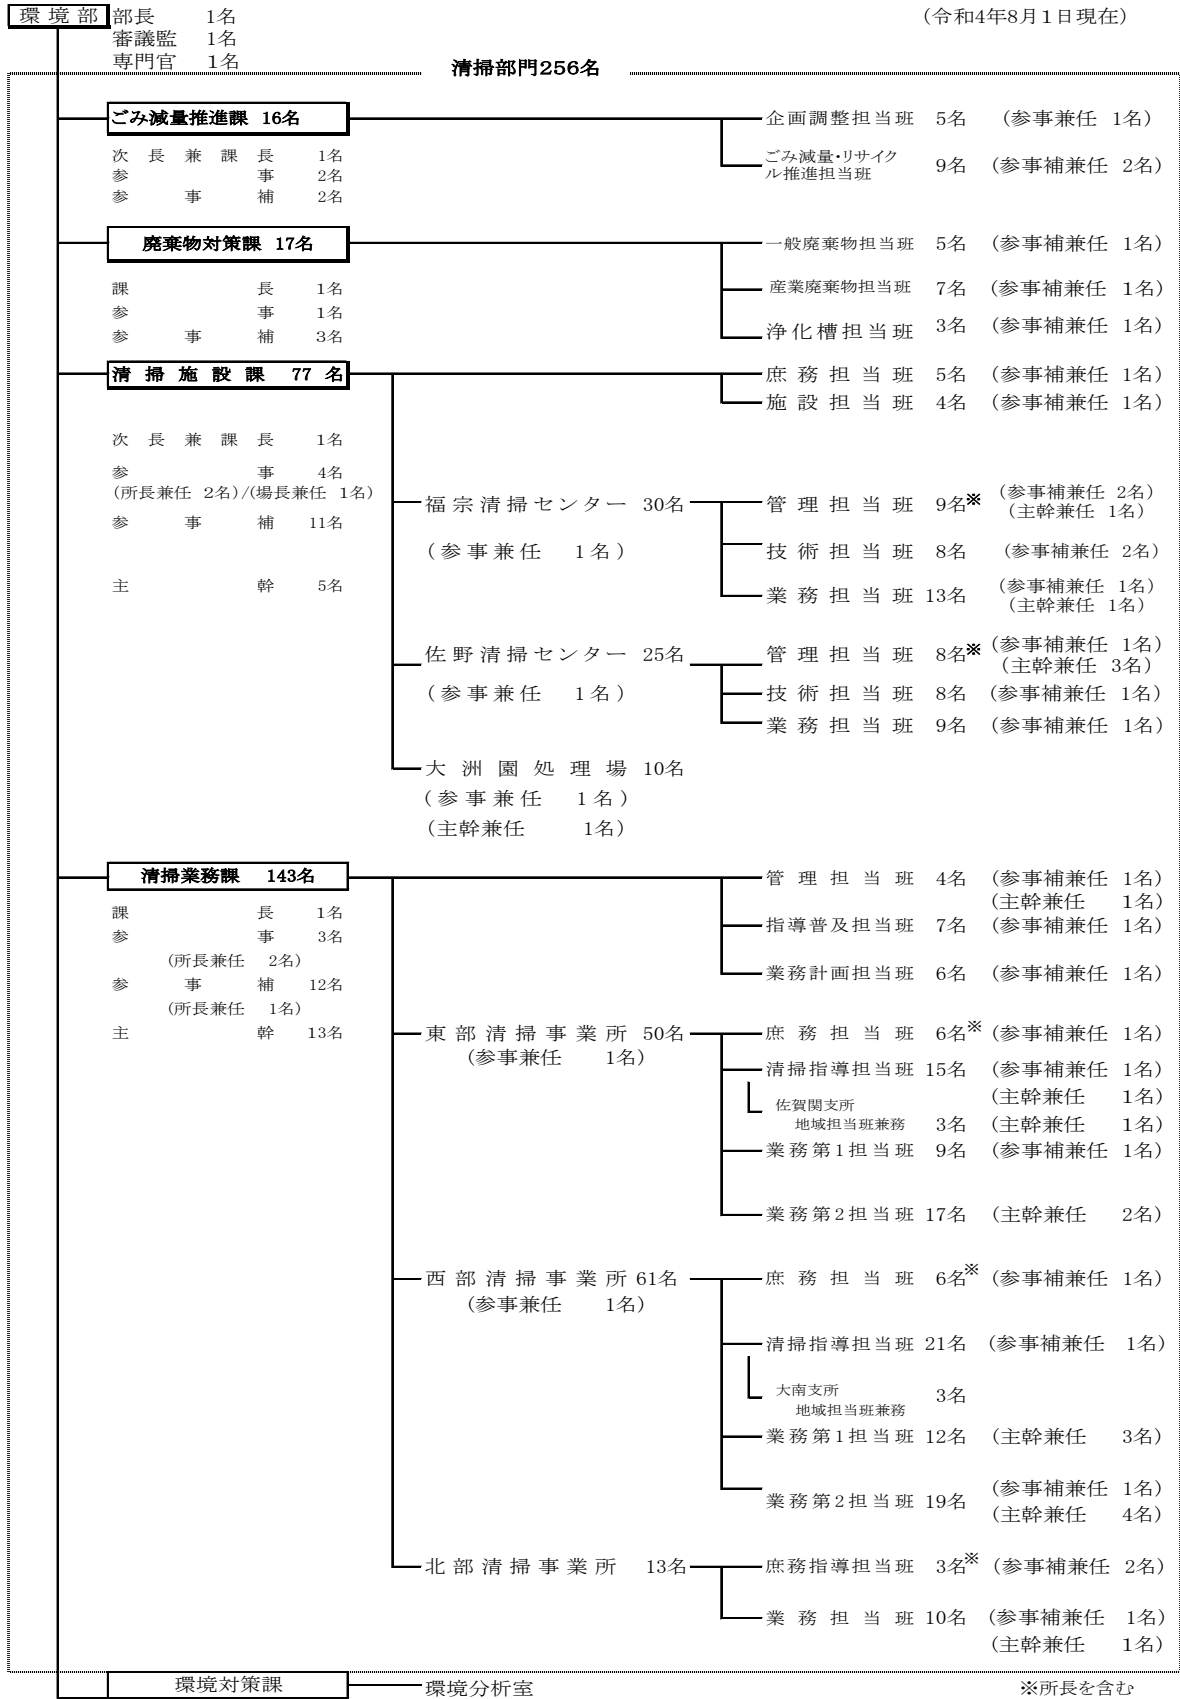 環境部 部長 1名 (令和4年8月1日現在)
審議監 1名
専門官 1名
清掃部門256名
ごみ減量推進課 16名 企画調整担当班 5名 (参事兼任 1名)
次長兼課長 1名
参事 2名
参事補 2名
ごみ減量・リサイク
ル推進担当班 9名 (参事補兼任 2名)
廃棄物対策課 17名 一般廃棄物担当班 5名 (参事補兼任 1名)
課長 1名 産業廃棄物担当班 7名 (参事補兼任 1名)
参事 1名
参事補 3名 浄化槽担当班 3名 (参事補兼任 1名)
清掃施設課 77名 庶務担当班 5名 (参事補兼任 1名)
施設担当班 4名 (参事補兼任 1名)
次長兼課長 1名
参事 4名
(所長兼任 2名)/(場長兼任 1名)
参事補 11名
主幹 5名
福宗清掃センター 30名 管理担当班 9名※ (参事補兼任 2名)
(主幹兼任 1名)
(参事兼任 1名) 技術担当班 8名 (参事補兼任 2名)
業務担当班 13名 (参事補兼任 1名)
(主幹兼任 1名)
佐野清掃センター 25名 管理担当班 8名※ (参事補兼任 1名)
(主幹兼任 3名)
(参事兼任 1名) 技術担当班 8名 (参事補兼任 1名)
業務担当班 9名 (参事補兼任 1名)
大洲園処理場 10名
(参事兼任 1名)
(主幹兼任 1名)
清掃業務課 143名 管理担当班 4名 (参事補兼任 1名)
(主幹兼任 1名)
課長 1名
参事 3名 指導普及担当班 7名 (参事補兼任 1名)
(所長兼任 2名)
参事補 12名 業務計画担当班 6名 (参事補兼任 1名)
(所長兼任 1名)
主幹 13名
東部清掃事業所 50名 庶務担当班 6名※ (参事補兼任 1名)
(参事兼任 1名) 清掃指導担当班 15名 (参事補兼任 1名)
(主幹兼任 1名)
佐賀関支所
地域担当班兼務 3名 (主幹兼任 1名)
業務第1担当班 9名 (参事補兼任 1名)
業務第2担当班 17名 (主幹兼任 2名)
西部清掃事業所 61名 庶務担当班 6名※ (参事補兼任 1名)
(参事兼任 1名)
清掃指導担当班 21名 (参事補兼任 1名)
大南支所 3名
地域担当班兼務
業務第1担当班 12名 (主幹兼任 3名)
業務第2担当班 19名 (参事補兼任 1名)
(主幹兼任 4名)
北部清掃事業所 13名 庶務指導担当班 3名※ (参事補兼任 2名)
業務担当班 10名 (参事補兼任 1名)
(主幹兼任 1名)
環境対策課 環境分析室 ※所長を含む